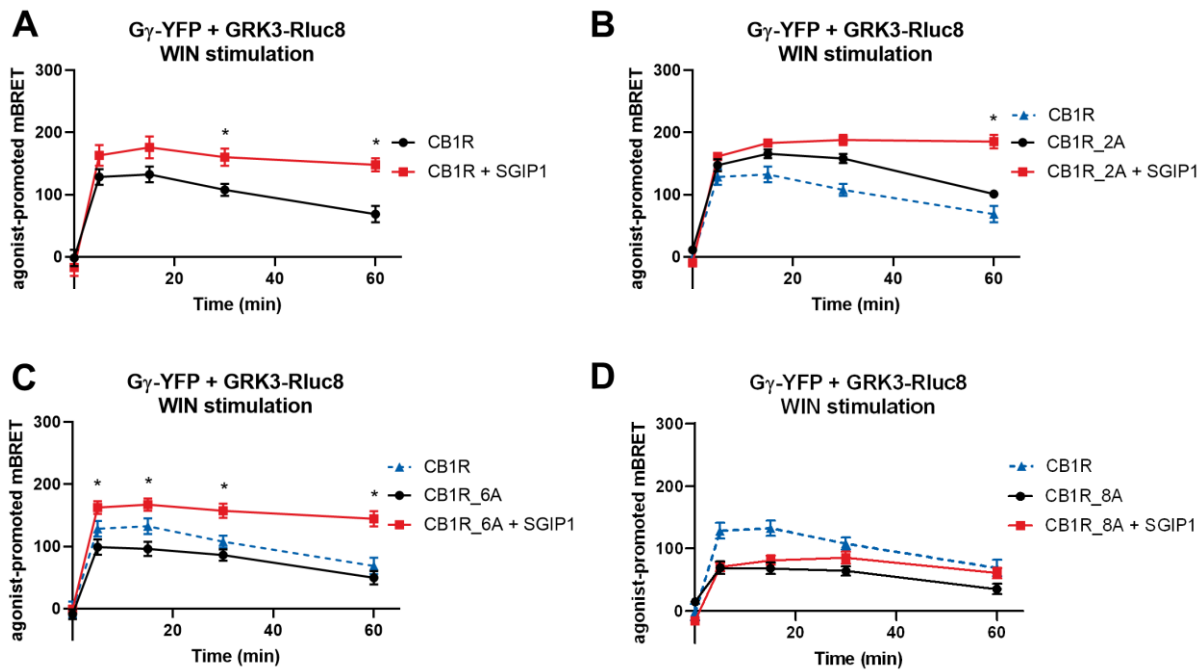 A
Gγ-YFP + GRK3-Rluc8
WIN stimulation
agonist-promoted mBRET
300
200
100
0
20
40
60
Time (min)
*
*
CB1R
CB1R + SGIP1
B
Gγ-YFP + GRK3-Rluc8
WIN stimulation
agonist-promoted mBRET
300
200
100
0
20
40
60
Time (min)
*
CB1R
CB1R_2A
CB1R_2A + SGIP1
C
Gγ-YFP + GRK3-Rluc8
WIN stimulation
agonist-promoted mBRET
300
200
100
0
20
40
60
Time (min)
*
*
*
*
CB1R
CB1R_6A
CB1R_6A + SGIP1
D
Gγ-YFP + GRK3-Rluc8
WIN stimulation
agonist-promoted mBRET
300
200
100
0
20
40
60
Time (min)
CB1R
CB1R_8A
CB1R_8A + SGIP1